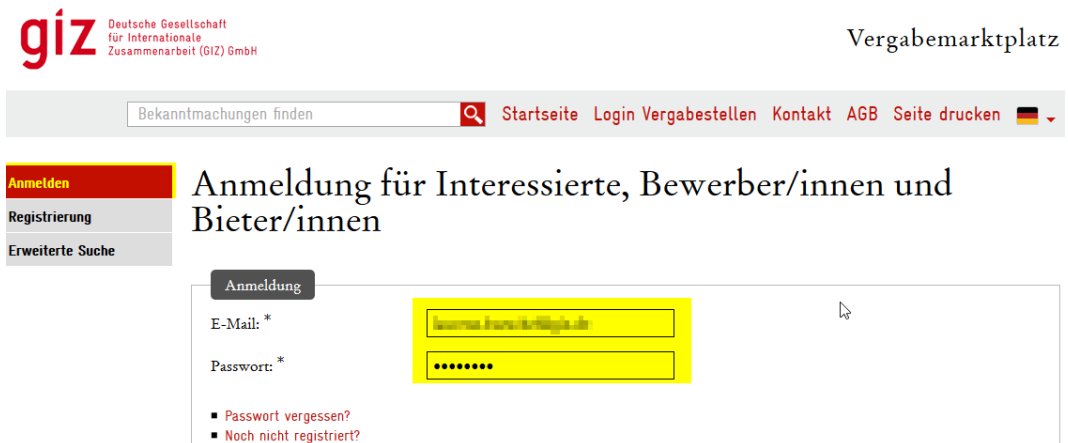 giz
Deutsche Gesellschaft
für Internationale
Zusammenarbeit (GIZ) GmbH
Vergabemarktplatz
Bekanntmachungen finden
Startseite Login Vergabestellen Kontakt AGB Seite drucken
Anmelden
Registrierung
Erweiterte Suche
Anmeldung für Interessierte, Bewerber/innen und
Bieter/innen
Anmeldung
E-Mail: *
Passwort: * ••••••••
Passwort vergessen?
Noch nicht registriert?